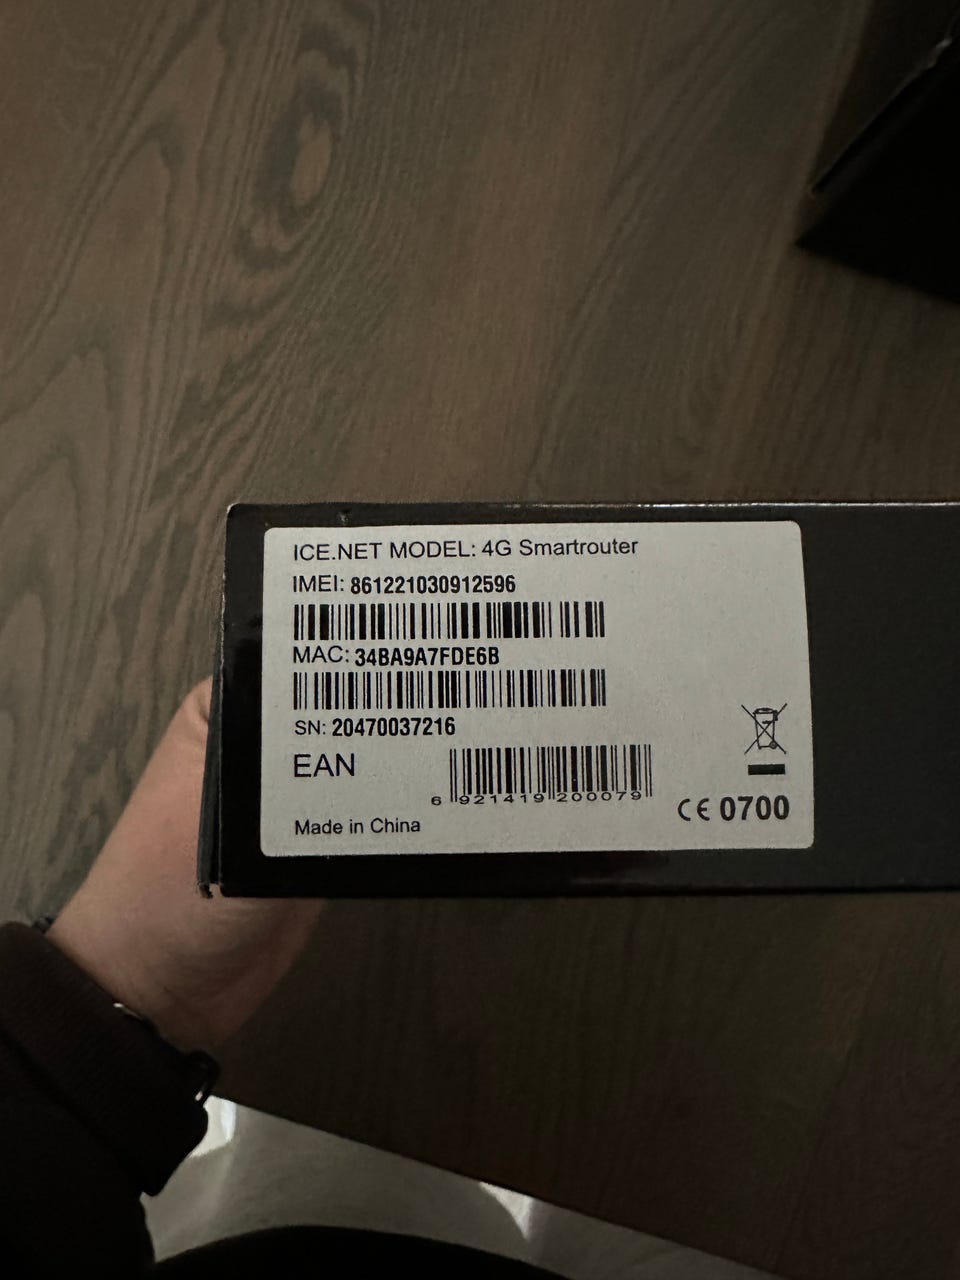 ICE.NET MODEL: 4G Smartrouter
IMEI: 861221030912596
MAC: 34BA9A7FDE6B
SN: 20470037216
EAN
6 921419 200079
Made in China
CE 0700